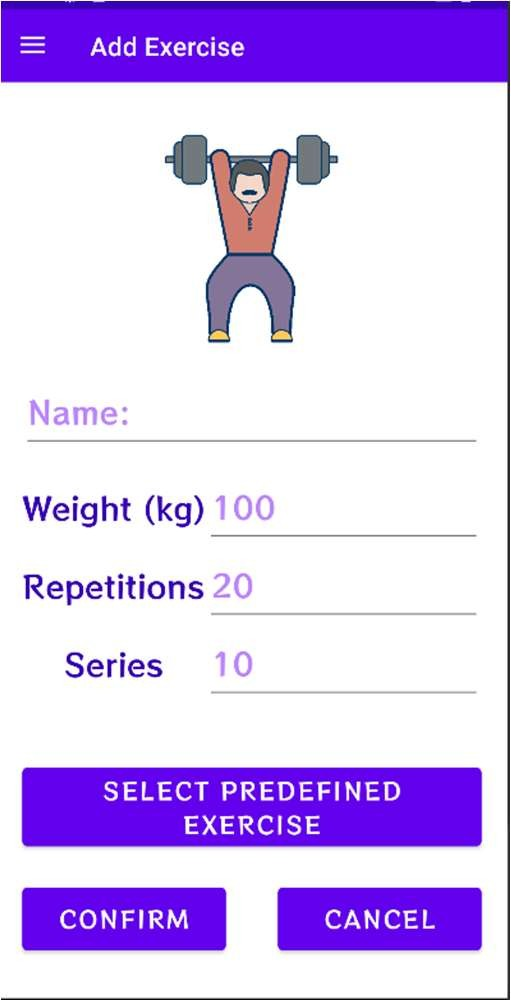 Add Exercise
Name:
Weight (kg) 100
Repetitions 20
Series 10
SELECT PREDEFINED
EXERCISE
CONFIRM CANCEL